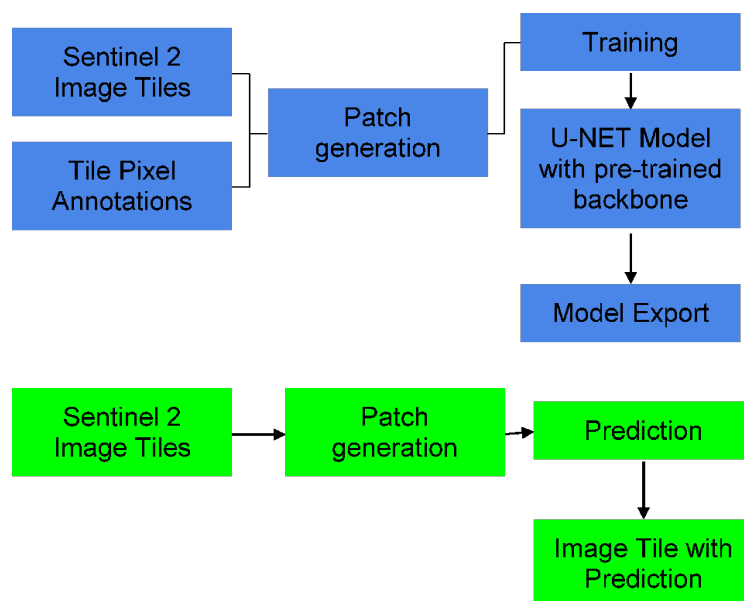 Sentinel 2
Image Tiles
Tile Pixel
Annotations
Patch
generation
Training
U-NET Model
with pre-trained
backbone
Model Export
Sentinel 2
Image Tiles
Patch
generation
Prediction
Image Tile with
Prediction